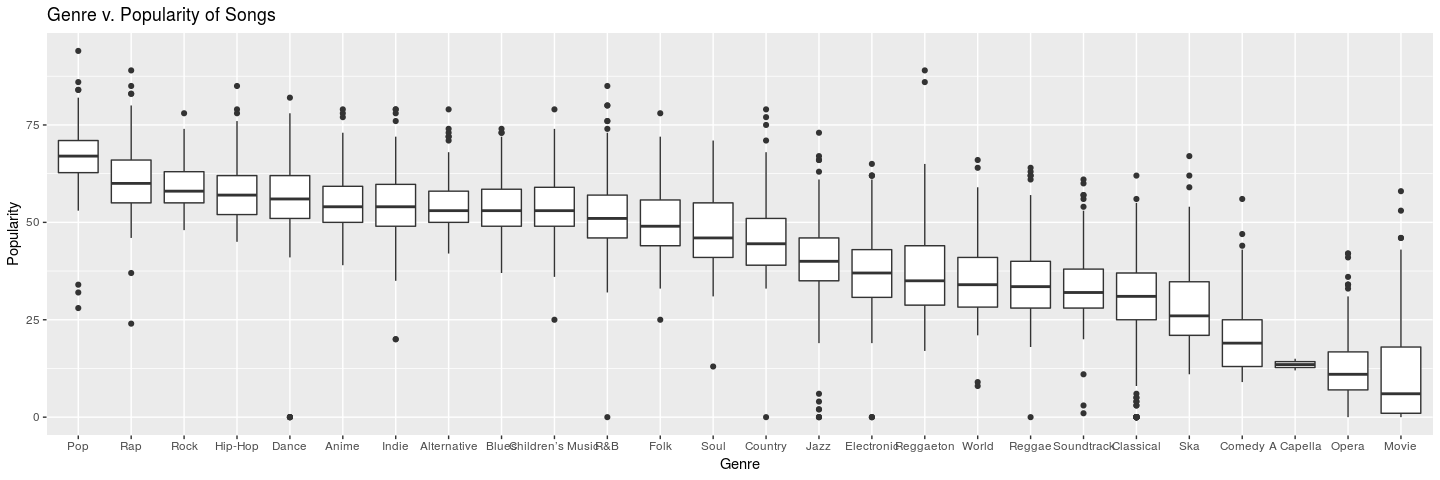 Genre v. Popularity of Songs
Popularity
75
50
25
0
Pop Rap Rock Hip-Hop Dance Anime Indie Alternative Blues Children's Music R&B Folk Soul Country Jazz Electronic Reggaeton World Reggae Soundtrack Classical Ska Comedy A Capella Opera Movie
Genre